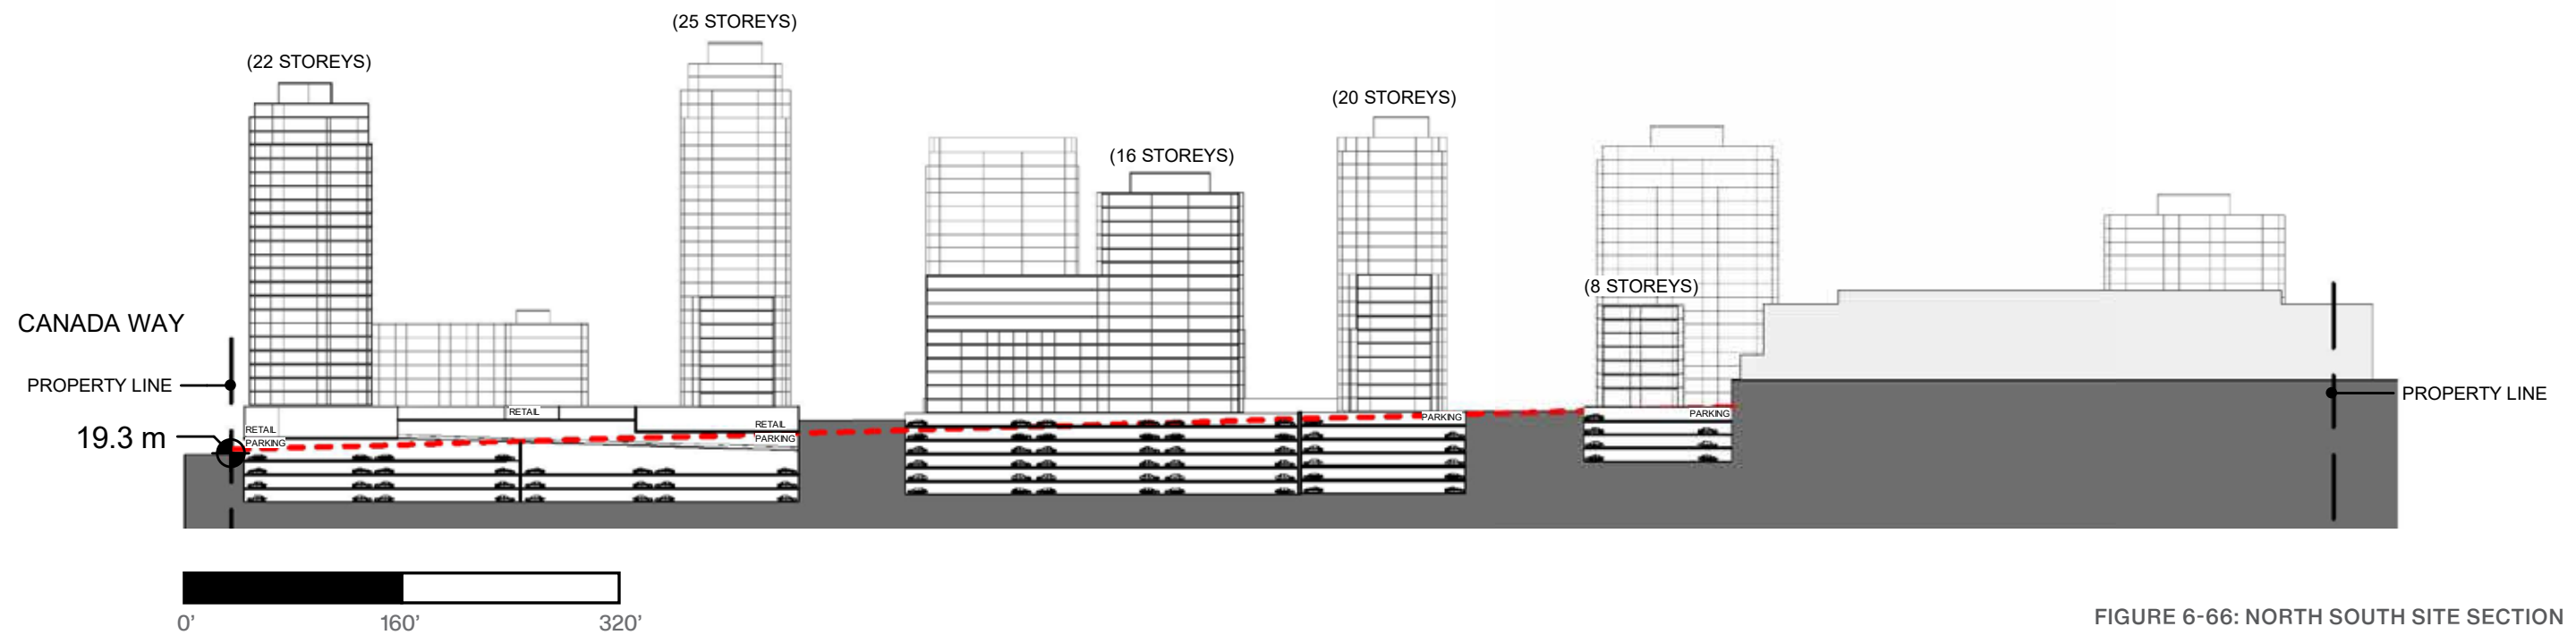 (25 STOREYS)
(22 STOREYS)
(20 STOREYS)
(16 STOREYS)
(8 STOREYS)
CANADA WAY
PROPERTY LINE
PROPERTY LINE
RETAIL
RETAIL
RETAIL
PARKING
PARKING
PARKING
PARKING
19.3 m
0’
160’
320’
FIGURE 6-66: NORTH SOUTH SITE SECTION